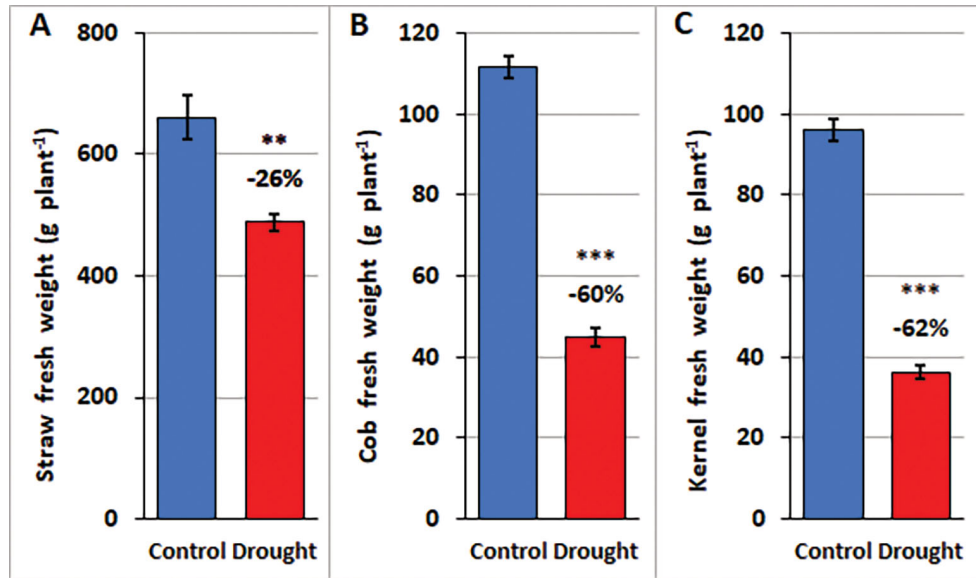 A
Straw fresh weight (g plant⁻¹)
800
600
400
200
0
**
-26%
Control Drought
B
Cob fresh weight (g plant⁻¹)
120
100
80
60
40
20
0
***
-60%
Control Drought
C
Kernel fresh weight (g plant⁻¹)
120
100
80
60
40
20
0
***
-62%
Control Drought